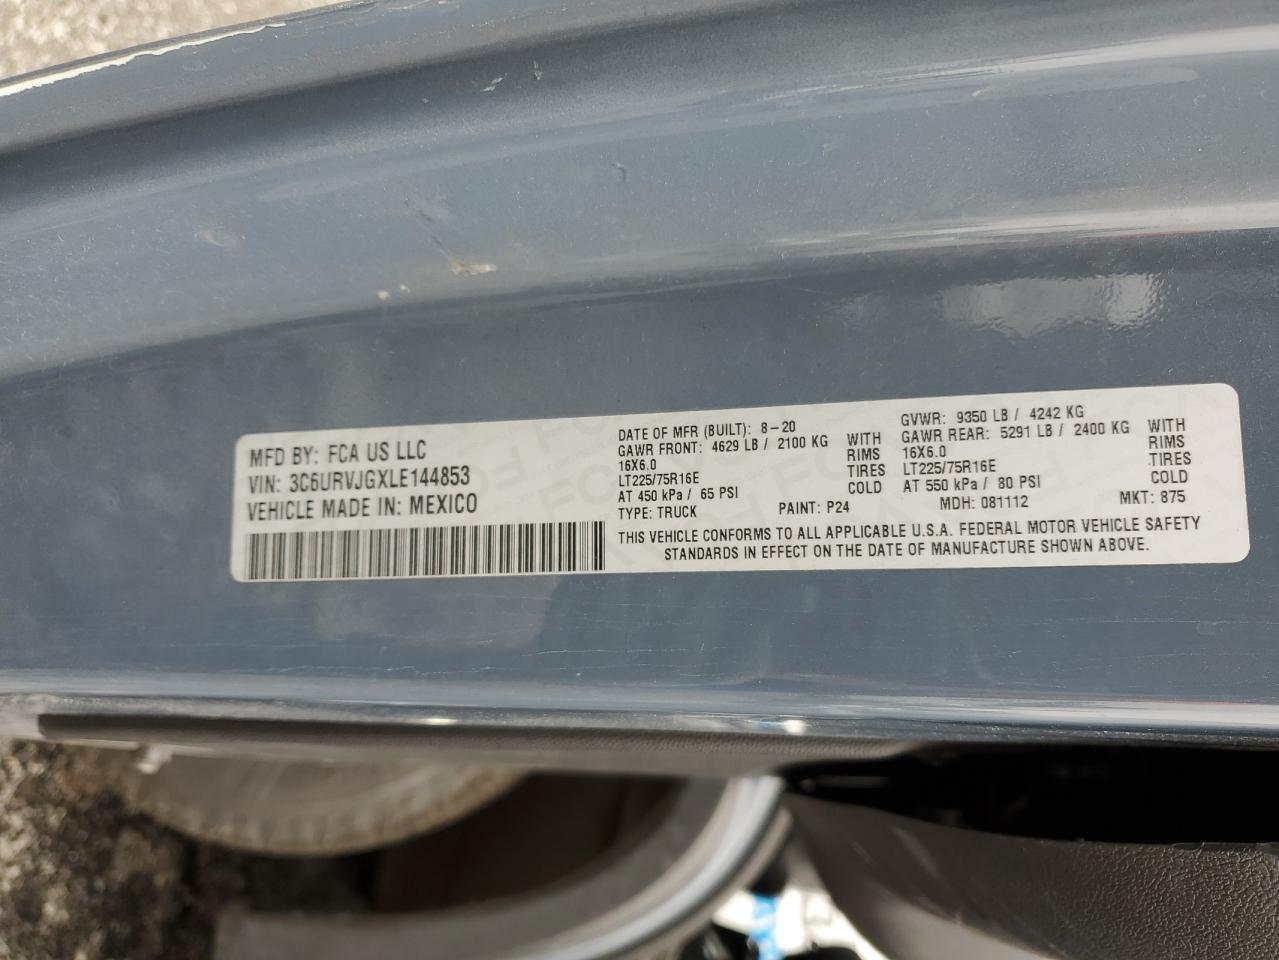 MFD BY: FCA US LLC
VIN: 3C6URVJGXLE144853
VEHICLE MADE IN: MEXICO
DATE OF MFR (BUILT): 8-20
GAWR FRONT: 4629 LB / 2100 KG WITH
16X6.0 RIMS
LT225/75R16E TIRES
AT 450 kPa / 65 PSI COLD
TYPE: TRUCK PAINT: P24
GVWR: 9350 LB / 4242 KG
GAWR REAR: 5291 LB / 2400 KG WITH
16X6.0 RIMS
LT225/75R16E TIRES
AT 550 kPa / 80 PSI COLD
MDH: 081112 MKT: 875
THIS VEHICLE CONFORMS TO ALL APPLICABLE U.S.A. FEDERAL MOTOR VEHICLE SAFETY
STANDARDS IN EFFECT ON THE DATE OF MANUFACTURE SHOWN ABOVE.